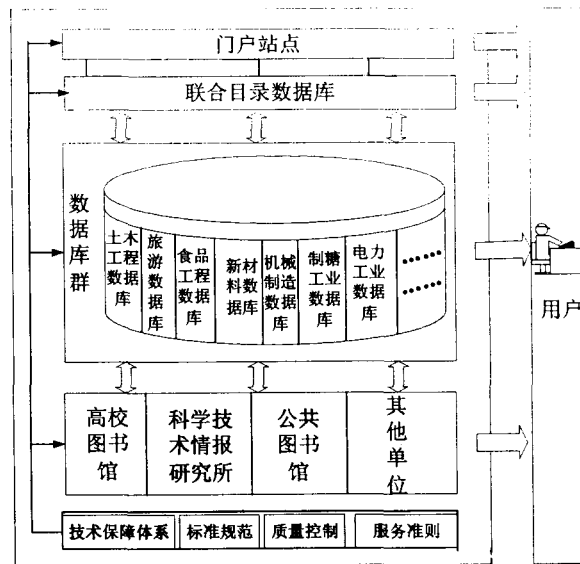 门户站点
联合目录数据库
数据库群
土木
工程
数据
库
旅
游
数
据
库
食品
工程
数据
库
新材
料数
据库
机械
制造
数据
库
制糖
工业
数据
库
电力
工业
数据
库
……
……
用户
高校
图书
馆
科学技
术情报
研究所
公共
图书
馆
其
他
单
位
技术保障体系
标准规范
质量控制
服务准则